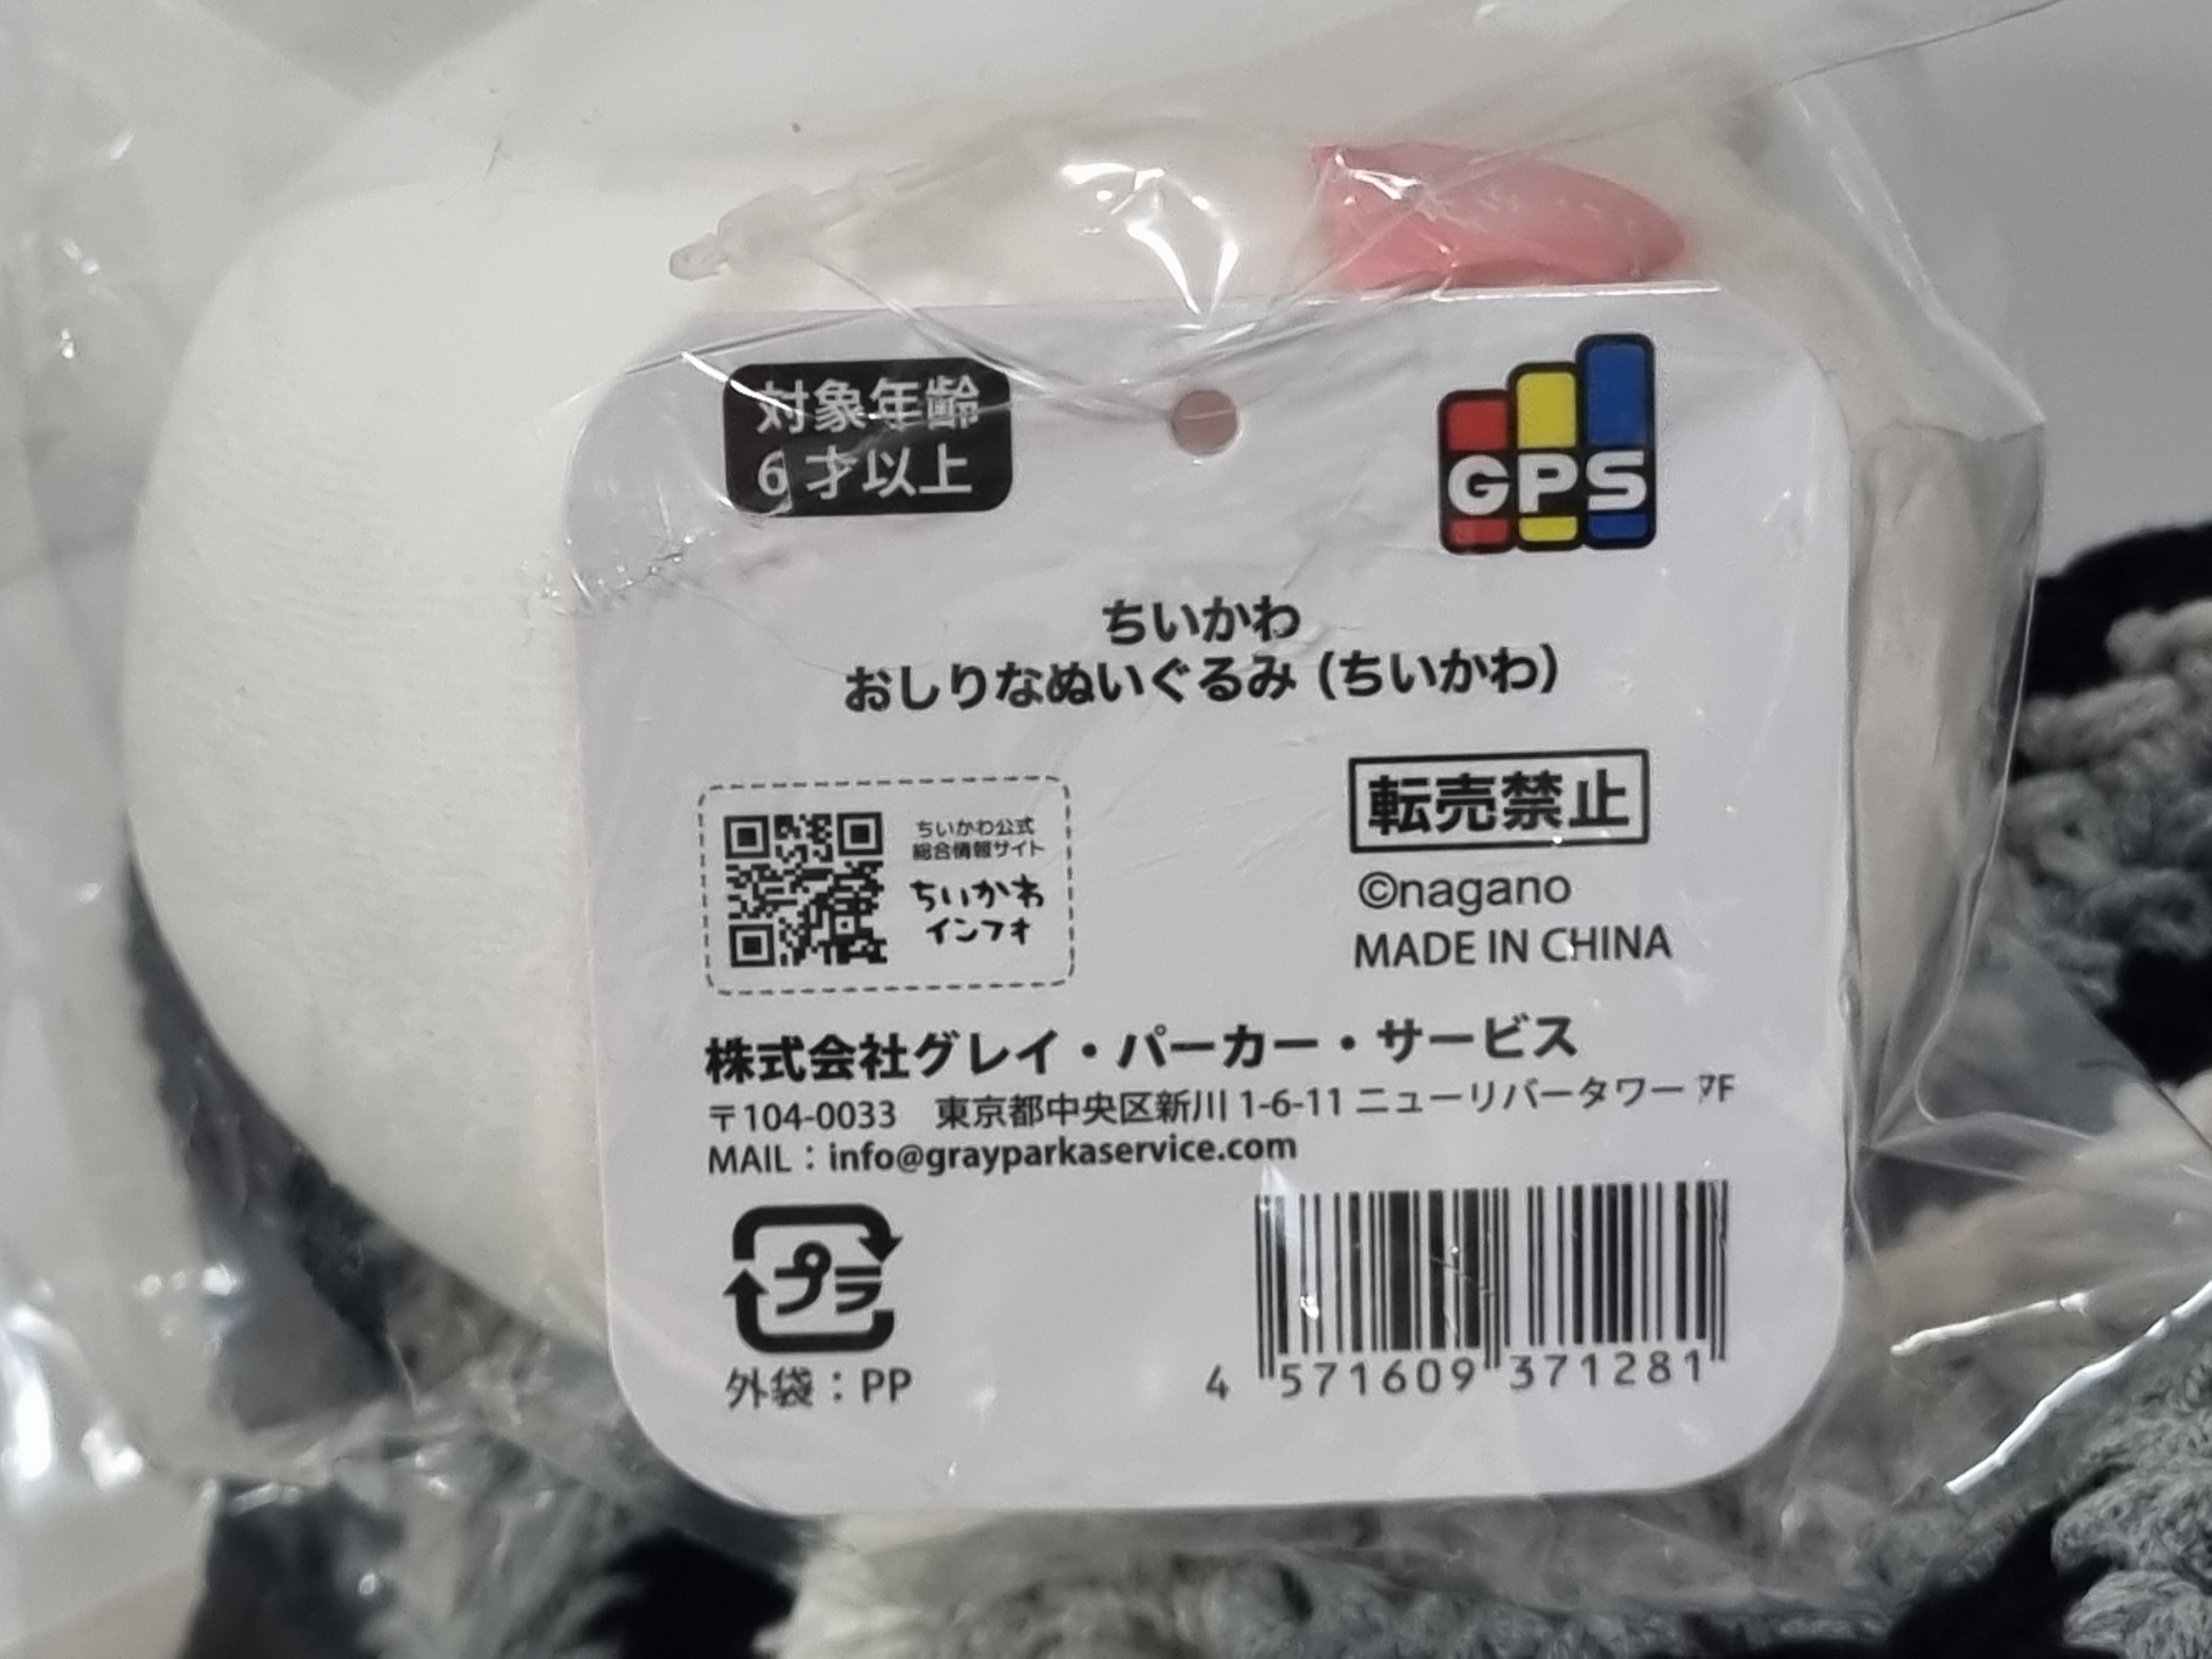 対象年齢
6才以上
GPS
ちいかわ
おしりなぬいぐるみ（ちいかわ）
ちいかわ公式
総合情報サイト
ちいかわ
インフォ
転売禁止
©nagano
MADE IN CHINA
株式会社グレイ・パーカー・サービス
〒104-0033　東京都中央区新川 1-6-11 ニューリバータワー 7F
MAIL：info@grayparkaservice.com
プラ
外袋：PP
4 571609 371281